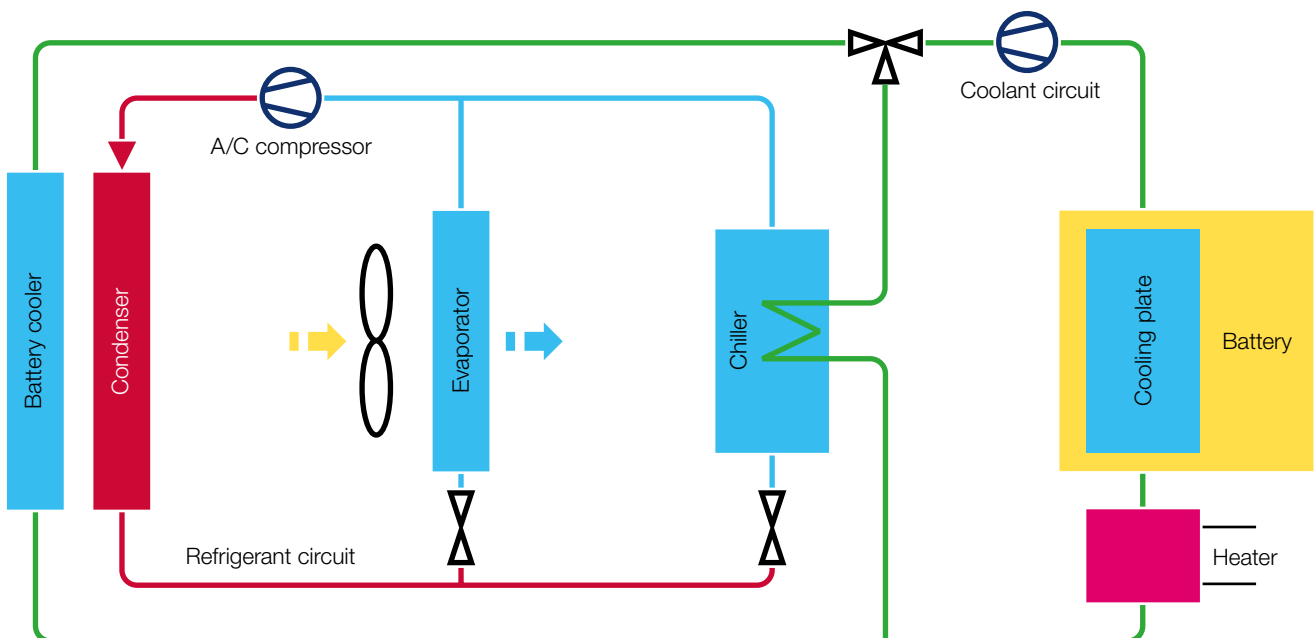 Coolant circuit
A/C compressor
Battery cooler
Condenser
Evaporator
Chiller
Cooling plate
Battery
Refrigerant circuit
Heater